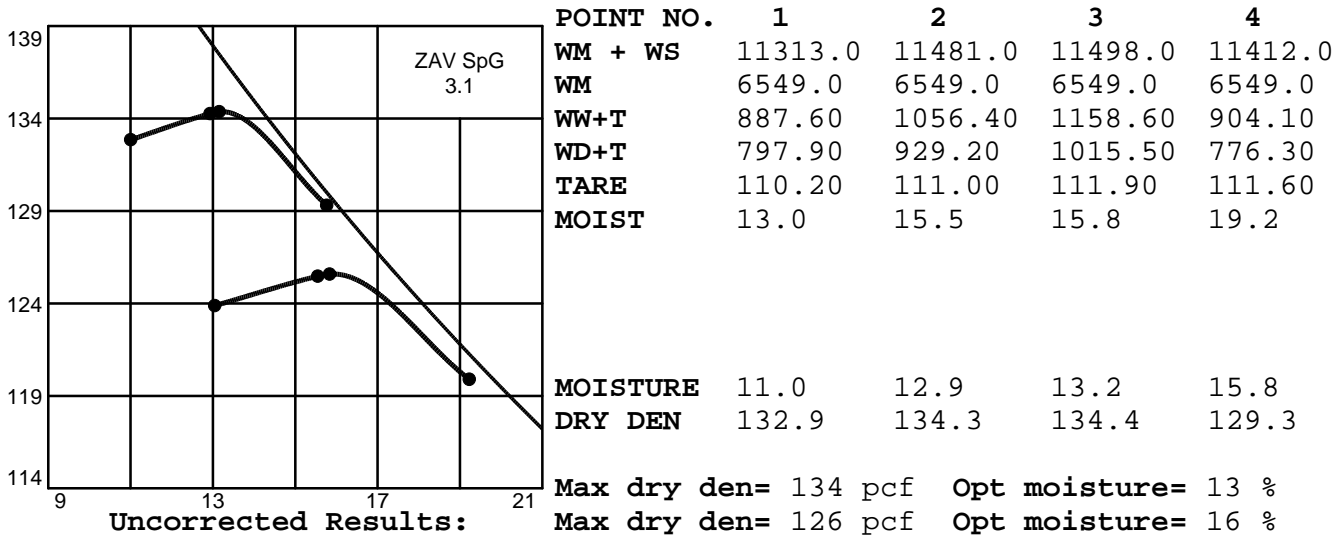 POINT NO. 1 2 3 4
WM + WS 11313.0 11481.0 11498.0 11412.0
WM 6549.0 6549.0 6549.0 6549.0
WW+T 887.60 1056.40 1158.60 904.10
WD+T 797.90 929.20 1015.50 776.30
TARE 110.20 111.00 111.90 111.60
MOIST 13.0 15.5 15.8 19.2
MOISTURE 11.0 12.9 13.2 15.8
DRY DEN 132.9 134.3 134.4 129.3
139
134
129
124
119
114
ZAV SpG
3.1
9 13 17 21
Max dry den= 134 pcf Opt moisture= 13 %
Uncorrected Results: Max dry den= 126 pcf Opt moisture= 16 %